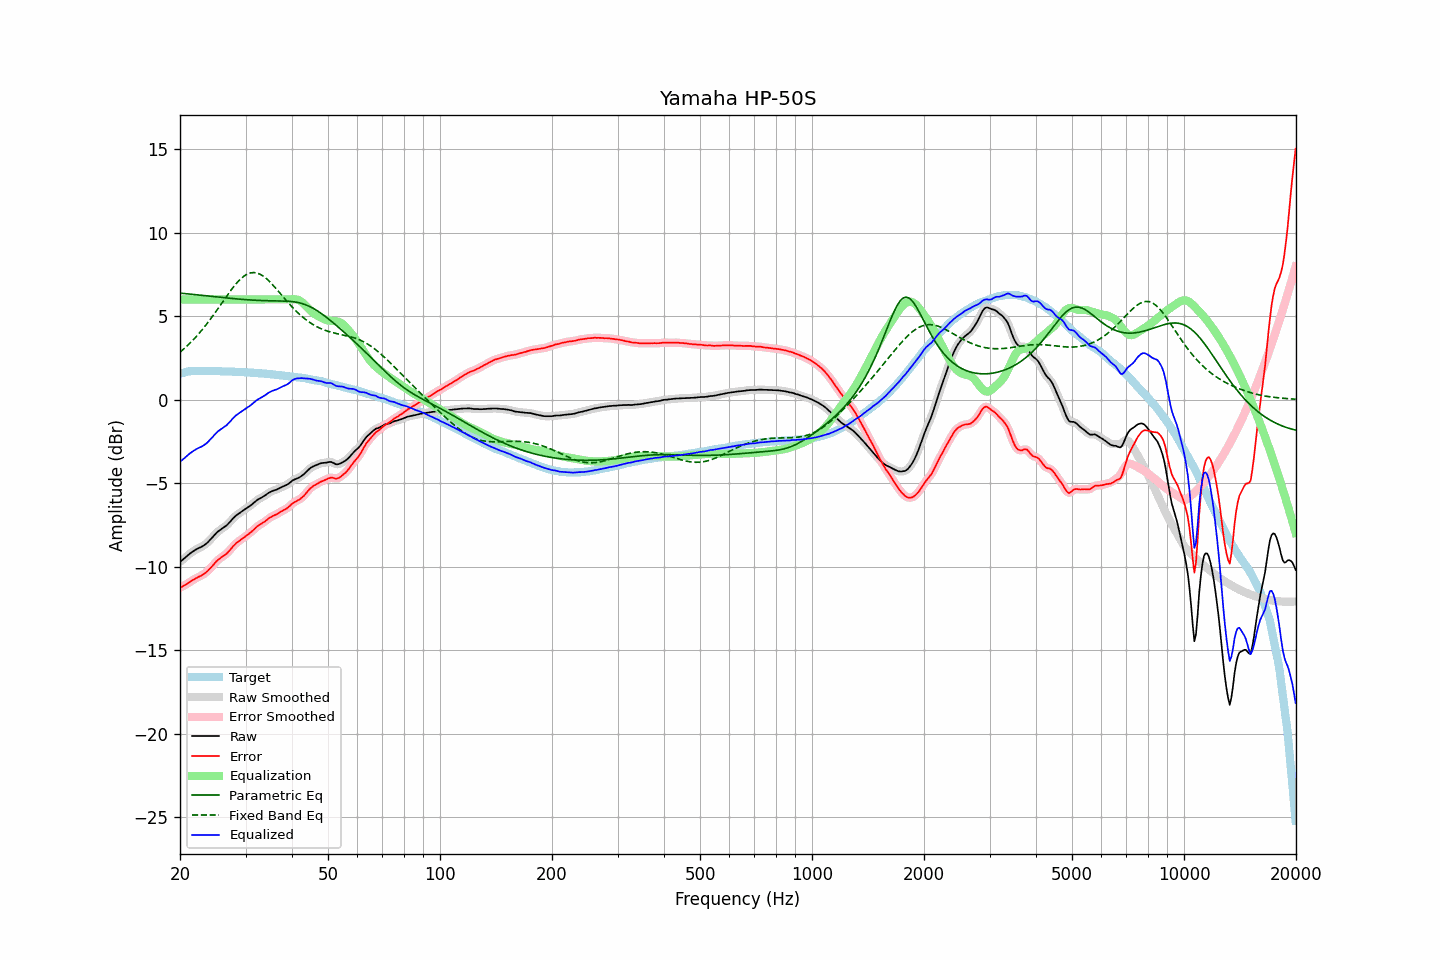 Yamaha HP-50S
Amplitude (dBr)
15
10
5
0
−5
−10
−15
−20
−25
Target
Raw Smoothed
Error Smoothed
Raw
Error
Equalization
Parametric Eq
Fixed Band Eq
Equalized
20 50 100 200 500 1000 2000 5000 10000 20000
Frequency (Hz)